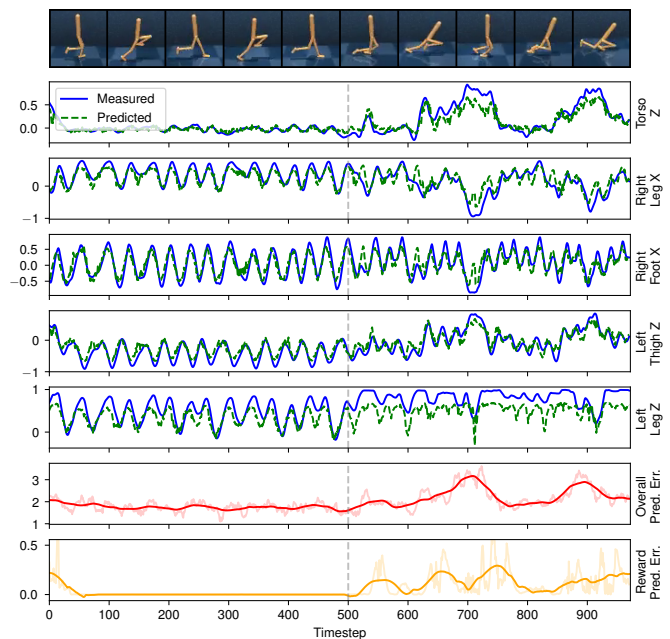 Measured
Predicted
0.5
0.0
Torso
Z
0
−1
Right
Leg X
0.5
0.0
−0.5
Right
Foot X
0
−1
Left
Thigh Z
1
0
Left
Leg Z
3
2
1
Overall
Pred. Err.
0.5
0.0
Reward
Pred. Err.
0 100 200 300 400 500 600 700 800 900
Timestep